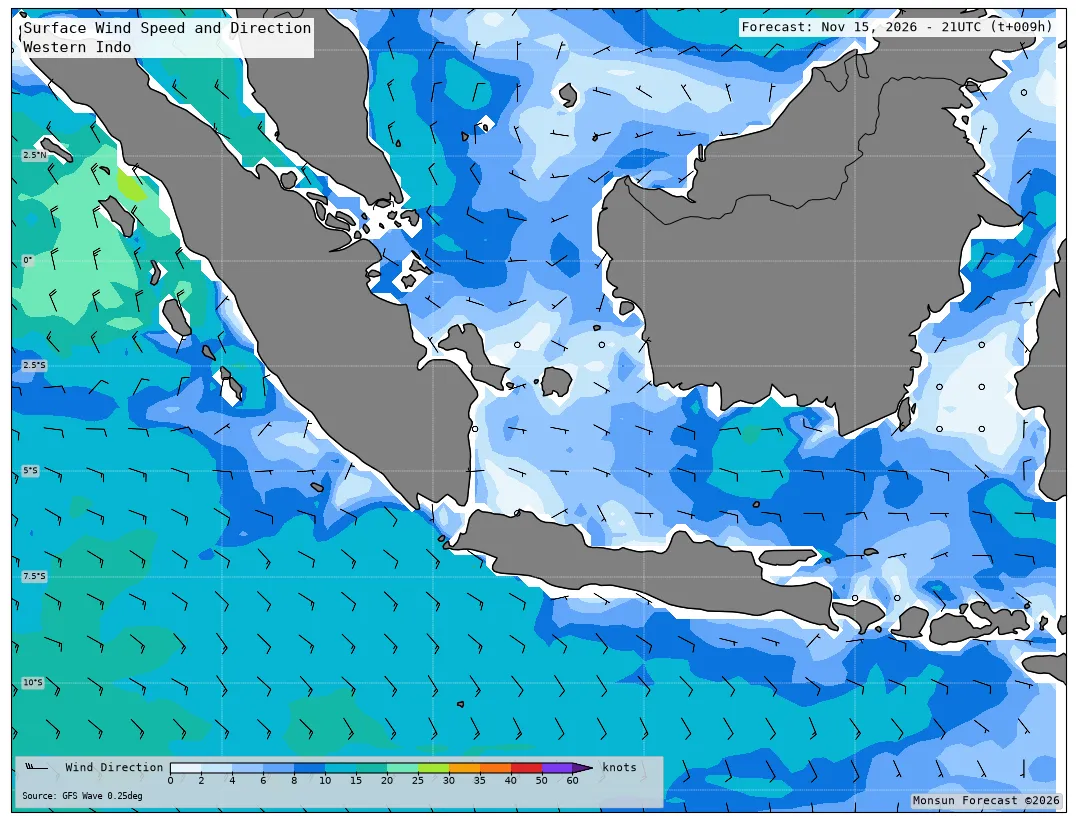 Surface Wind Speed and Direction
Western Indo
Forecast: Nov 15, 2026 - 21UTC (t+009h)
2.5°N
0°
2.5°S
5°S
7.5°S
10°S
Wind Direction
0 2 4 6 8 10 15 20 25 30 35 40 50 60
knots
Source: GFS Wave 0.25deg
Monsun Forecast ©2026